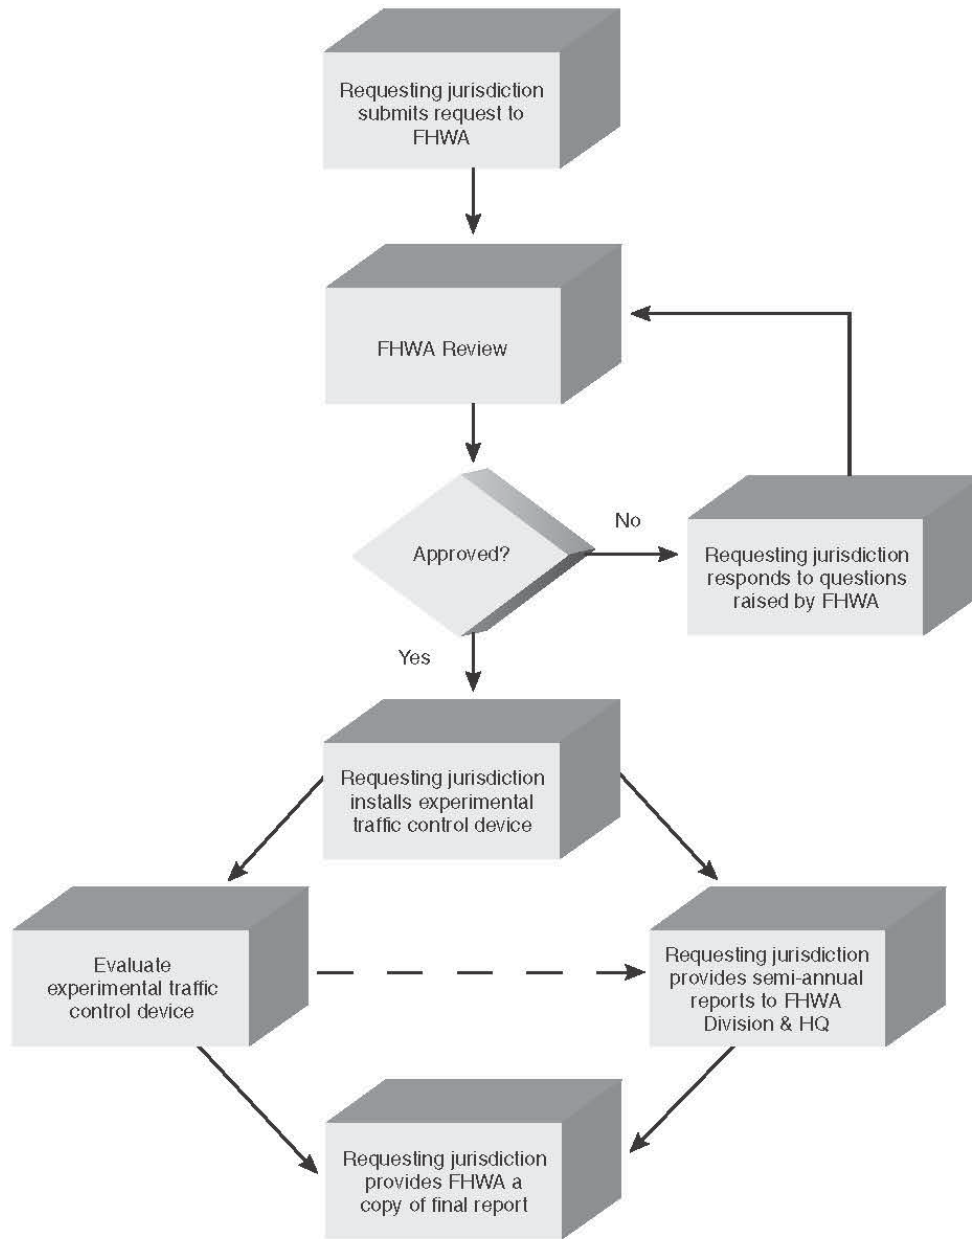 Requesting jurisdiction
submits request to
FHWA
FHWA Review
Approved?
No
Requesting jurisdiction
responds to questions
raised by FHWA
Yes
Requesting jurisdiction
installs experimental
traffic control device
Evaluate
experimental traffic
control device
Requesting jurisdiction
provides semi-annual
reports to FHWA
Division & HQ
Requesting jurisdiction
provides FHWA a
copy of final report